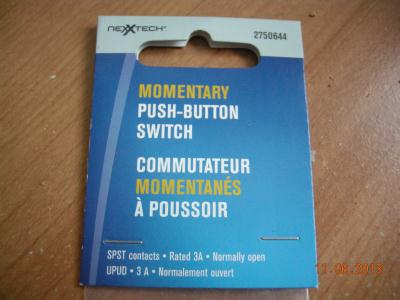 NEXXTECH®
2750644
MOMENTARY
PUSH-BUTTON
SWITCH
COMMUTATEUR
MOMENTANÉS
À POUSSOIR
SPST contacts • Rated 3A • Normally open
UPUD • 3 A • Normalement ouvert
11.06.2013